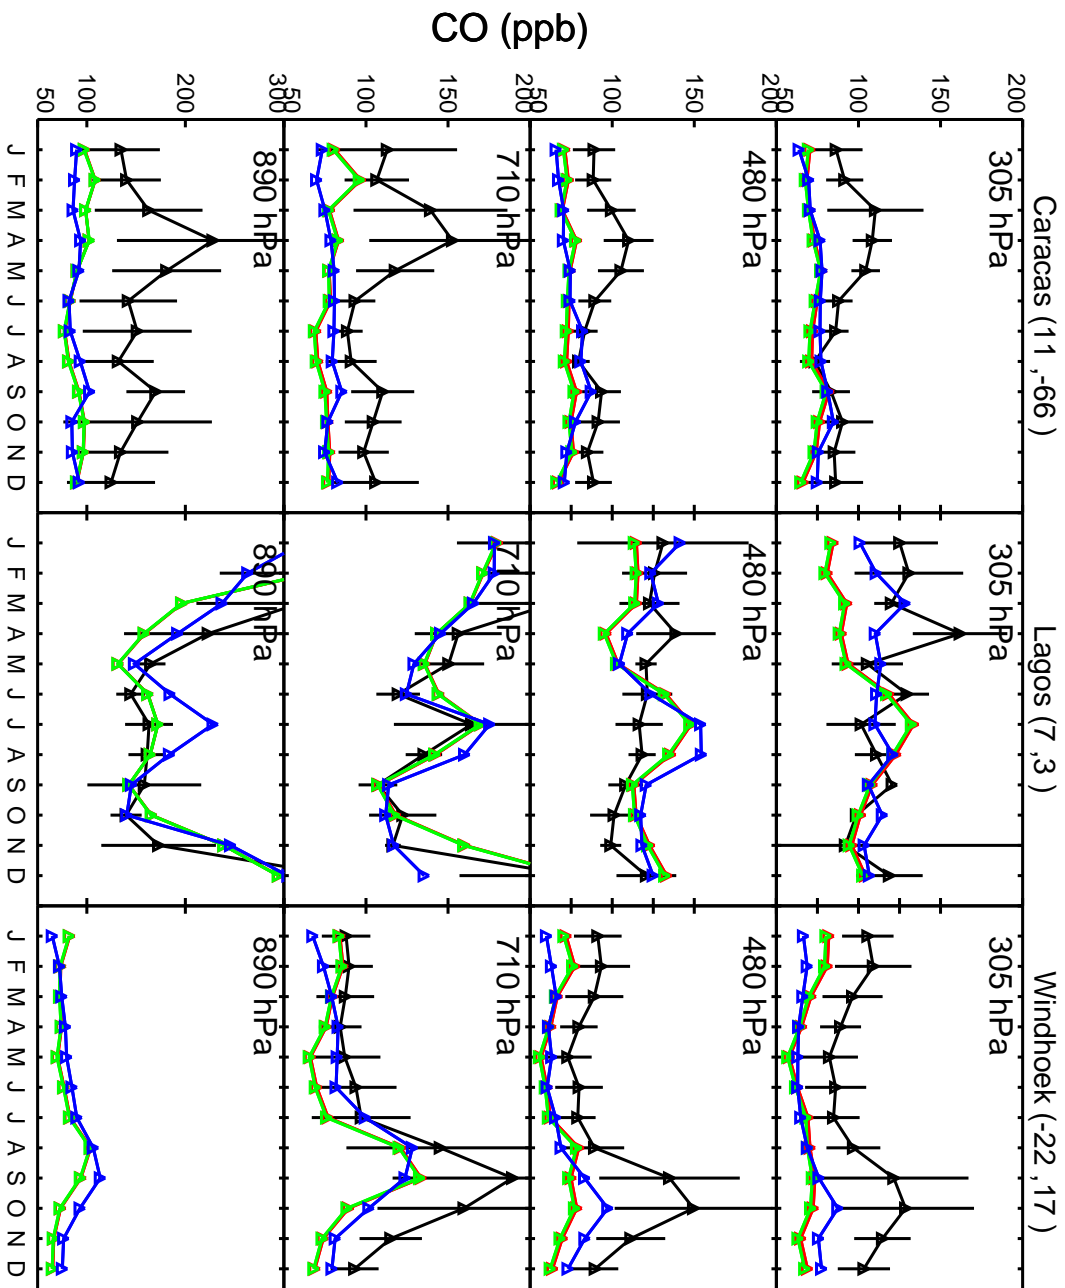 Caracas (11 ,-66 )
Lagos (7 ,3 )
Windhoek (-22 , 17 )
305 hPa
305 hPa
305 hPa
200
150
100
50
480 hPa
480 hPa
480 hPa
200
150
100
50
710 hPa
710 hPa
710 hPa
200
150
100
50
890 hPa
890 hPa
890 hPa
300
200
100
50
CO (ppb)
J F M A M J J A S O N D
J F M A M J J A S O N D
J F M A M J J A S O N D